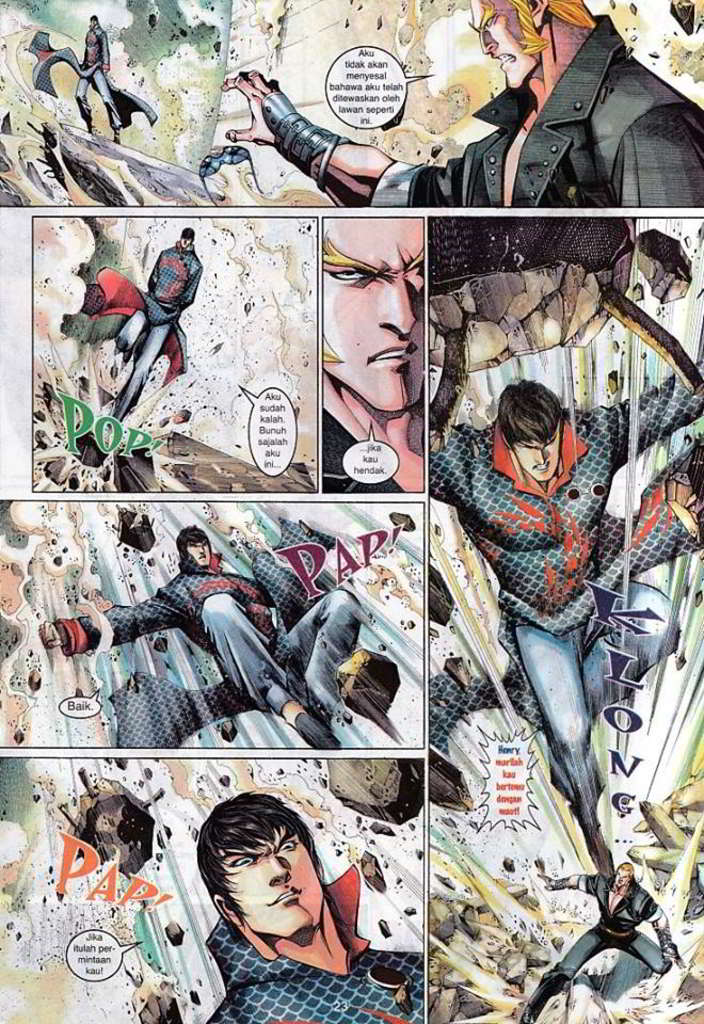 Aku
tidak akan
menyesal
bahawa aku telah
ditewaskan oleh
lawan seperti
ini.
Aku
sudah
kalah.
Bunuh
sajalah
aku
ini...
POP!
...jika
kau
hendak.
PAP!
Baik.
PAP!
Jika
itulah per-
mintaan
kau!
KLONG...
Henry,
marilah
kau
bertemu
dengan
maut!
23